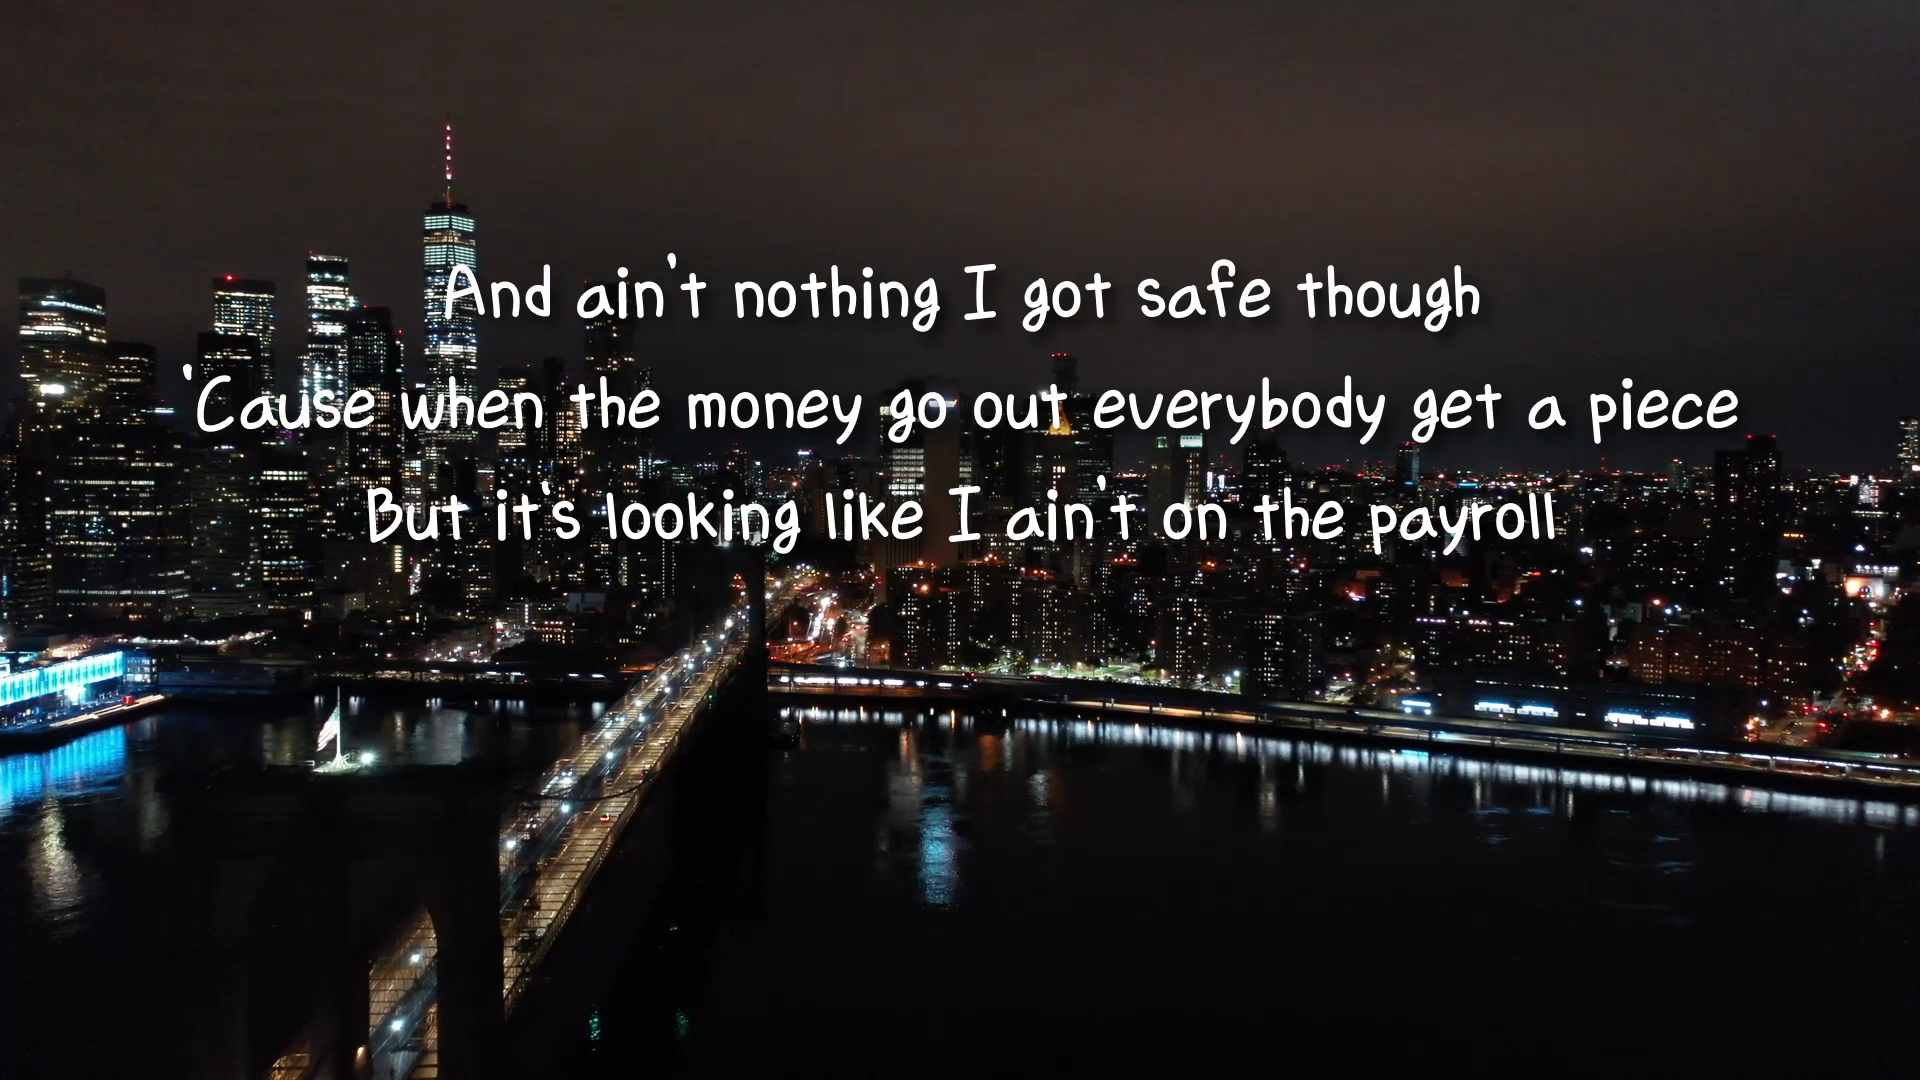 And ain't nothing I got safe though
'Cause when the money go out everybody get a piece
But it's looking like I ain't on the payroll